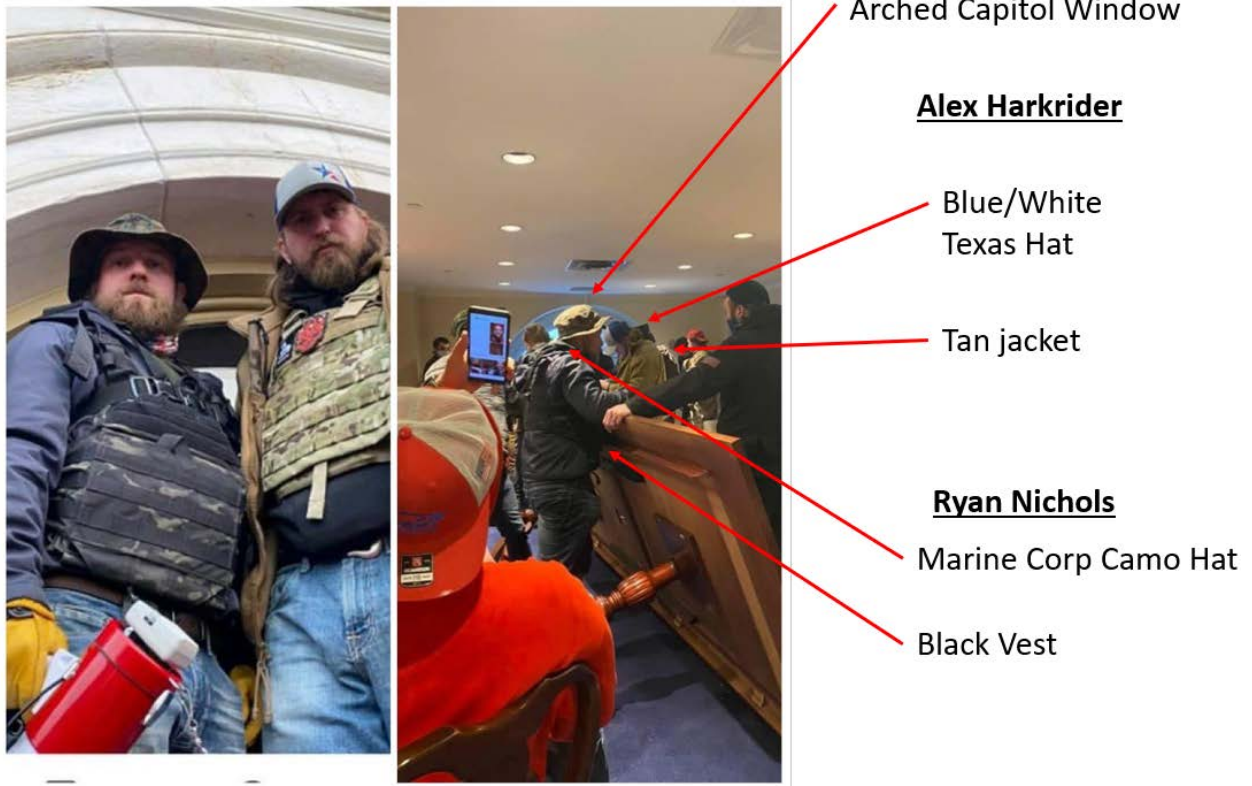 Arched Capitol Window
Alex Harkrider
Blue/White
Texas Hat
Tan jacket
Ryan Nichols
Marine Corp Camo Hat
Black Vest